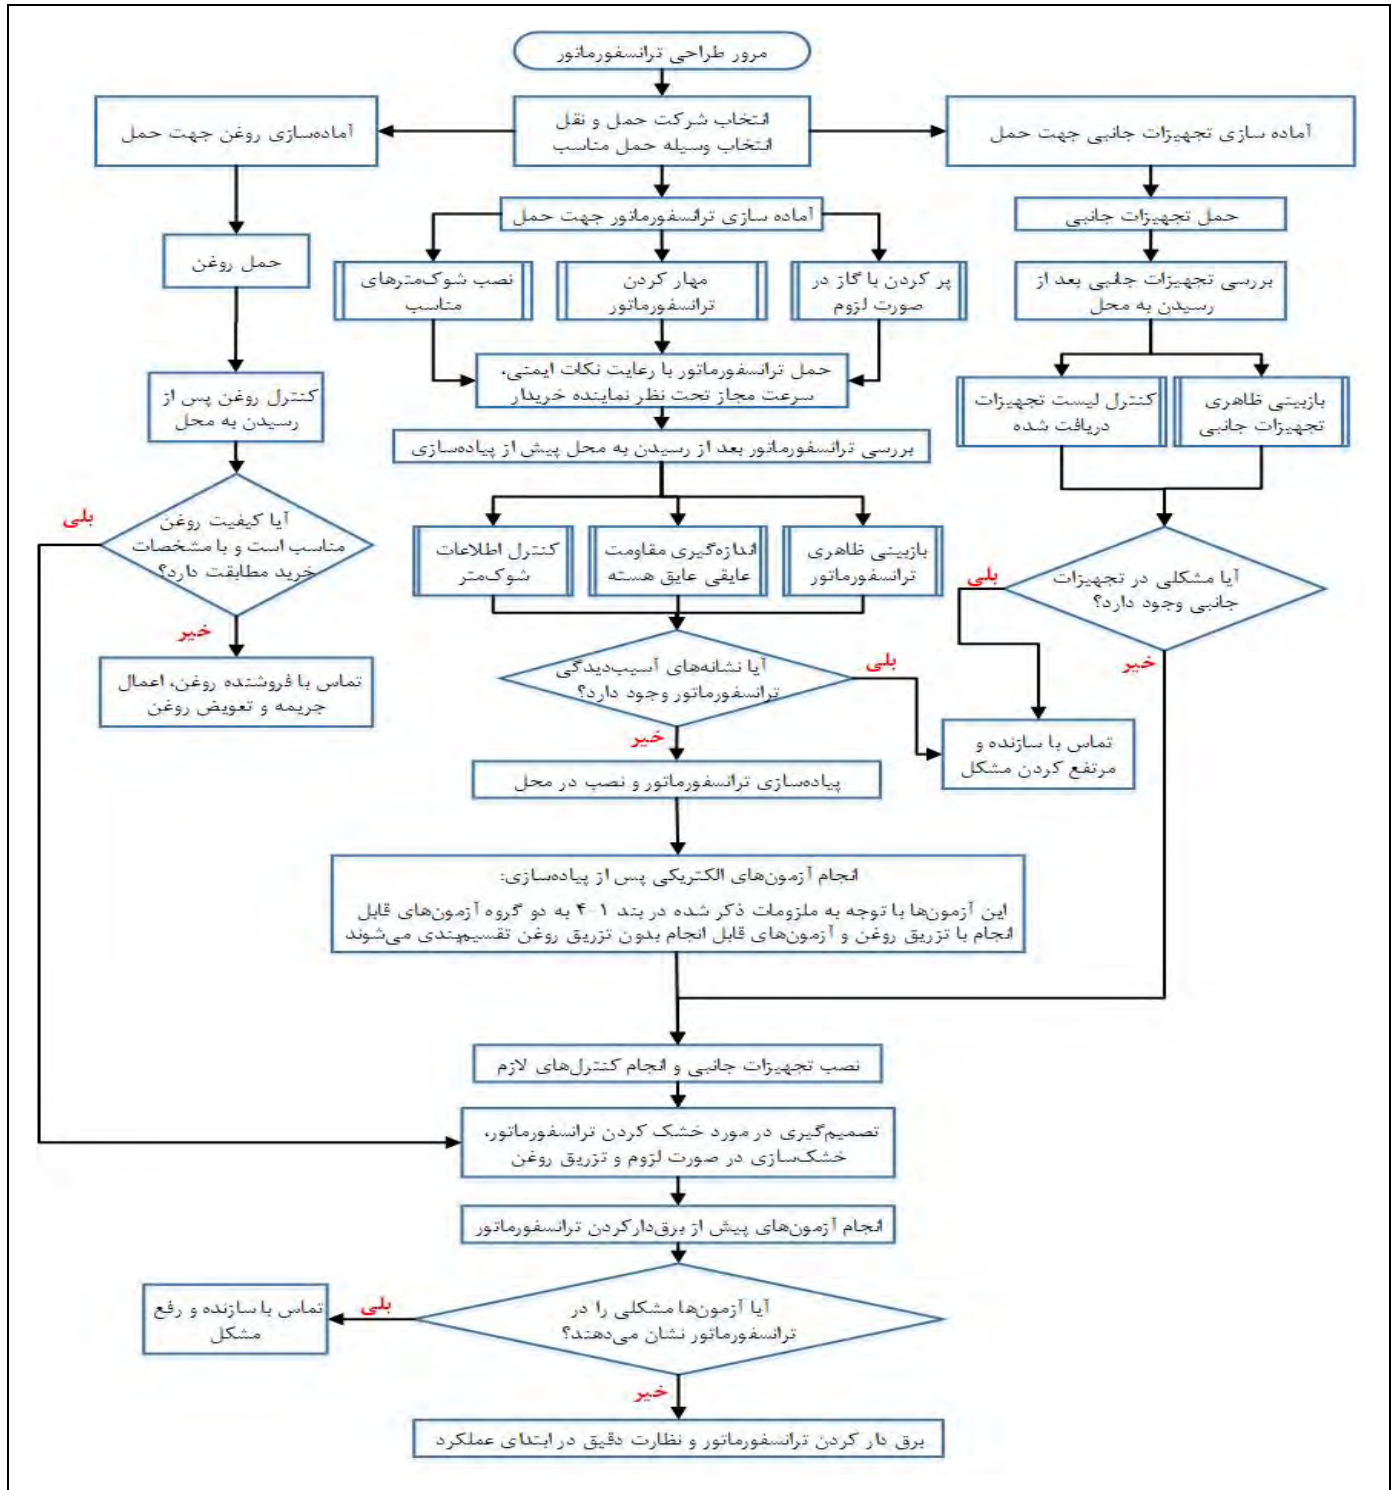 مرور طراحی ترانسفورماتور
انتخاب شرکت حمل و نقل
انتخاب وسیله حمل مناسب
آماده سازی تجهیزات جانبی جهت حمل
آماده‌سازی روغن جهت حمل
آماده سازی ترانسفورماتور جهت حمل
حمل تجهیزات جانبی
حمل روغن
پر کردن با گاز در
صورت لزوم
مهار کردن
ترانسفورماتور
نصب شوک‌مترهای
مناسب
بررسی تجهیزات جانبی بعد از
رسیدن به محل
حمل ترانسفورماتور با رعایت نکات ایمتی،
سرعت مجاز تحت نظر نماینده خریدار
بازبینی ظاهری
تجهیزات جانبی
کنترل لیست تجهیزات
دریافت شده
کنترل روغن پس از
رسیدن به محل
بررسی ترانسفورماتور بعد از رسیدن به محل پیش از پیاده‌سازی
بازبینی ظاهری
ترانسفورماتور
اندازه‌گیری مقاومت
عایقی عایق هسته
کنترل اطلاعات
شوک‌متر
آیا کیفیت روغن
مناسب است و با مشخصات
خرید مطابقت دارد؟
بلی
خیر
آیا مشکلی در تجهیزات
جانبی وجود دارد؟
بلی
خیر
تماس با فروشنده روغن، اعمال
جریمه و تعویض روغن
آیا نشانه‌های آسیب‌دیدگی
ترانسفورماتور وجود دارد؟
بلی
خیر
تماس با سازنده و
مرتفع کردن مشکل
پیاده‌سازی ترانسفورماتور و نصب در محل
انجام آزمون‌های الکتریکی پس از پیاده‌سازی:
این آزمون‌ها با توجه به ملزومات ذکر شده در بند ۱-۴ به دو گروه آزمون‌های قابل
انجام با تزریق روغن و آزمون‌های قابل انجام بدون تزریق روغن تقسیم‌بندی می‌شوند
نصب تجهیزات جانبی و انجام کنترل‌های لازم
تصمیم‌گیری در مورد خشک کردن ترانسفورماتور،
خشک‌سازی در صورت لزوم و تزریق روغن
انجام آزمون‌های پیش از برق‌دارکردن ترانسفورماتور
آیا آزمون‌ها مشکلی را در
ترانسفورماتور نشان می‌دهند؟
بلی
تماس با سازنده و رفع
مشکل
خیر
برق دار کردن ترانسفورماتور و نظارت دقیق در ابتدای عملکرد